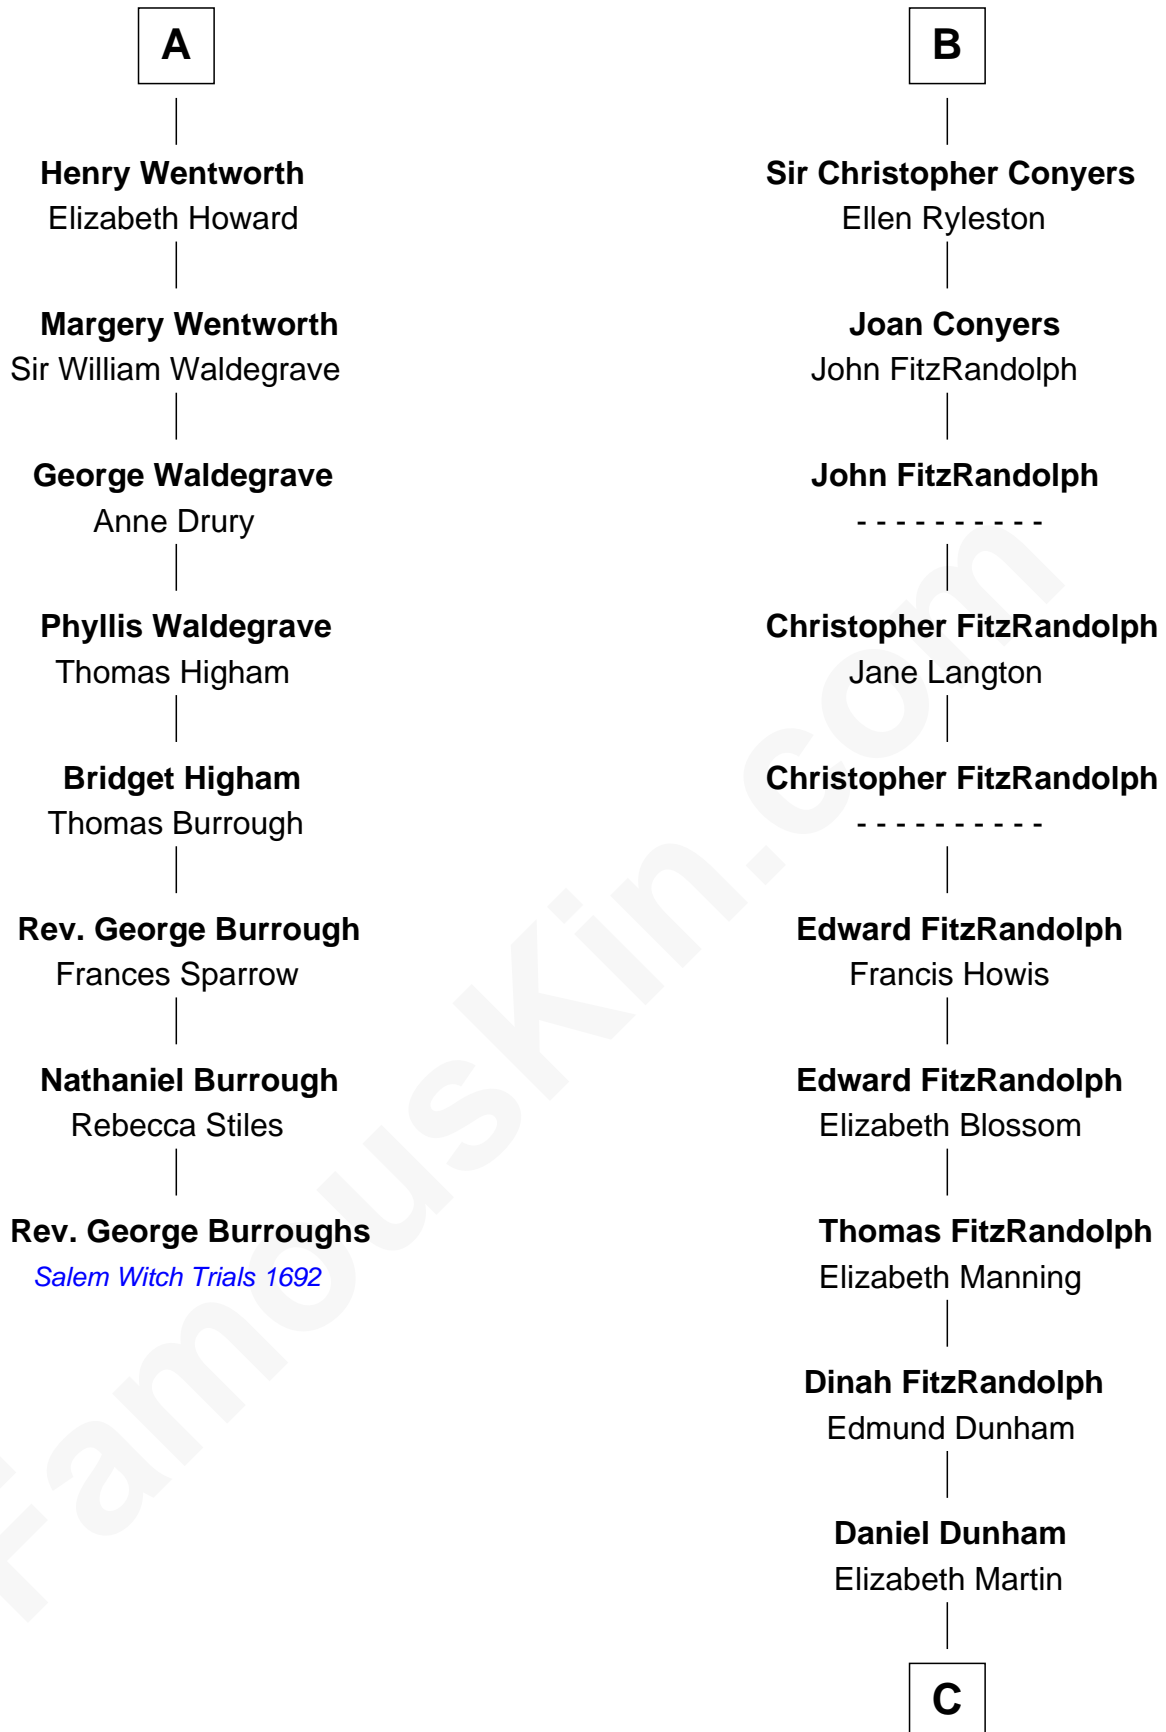 A
Henry Wentworth
Elizabeth Howard
Margery Wentworth
Sir William Waldegrave
George Waldegrave
Anne Drury
Phyllis Waldegrave
Thomas Higham
Bridget Higham
Thomas Burrough
Rev. George Burrough
Frances Sparrow
Nathaniel Burrough
Rebecca Stiles
Rev. George Burroughs
Salem Witch Trials 1692
B
Sir Christopher Conyers
Ellen Ryleston
Joan Conyers
John FitzRandolph
John FitzRandolph
- - - - - - - - - -
Christopher FitzRandolph
Jane Langton
Christopher FitzRandolph
- - - - - - - - - -
Edward FitzRandolph
Francis Howis
Edward FitzRandolph
Elizabeth Blossom
Thomas FitzRandolph
Elizabeth Manning
Dinah FitzRandolph
Edmund Dunham
Daniel Dunham
Elizabeth Martin
C
FamousKin.com